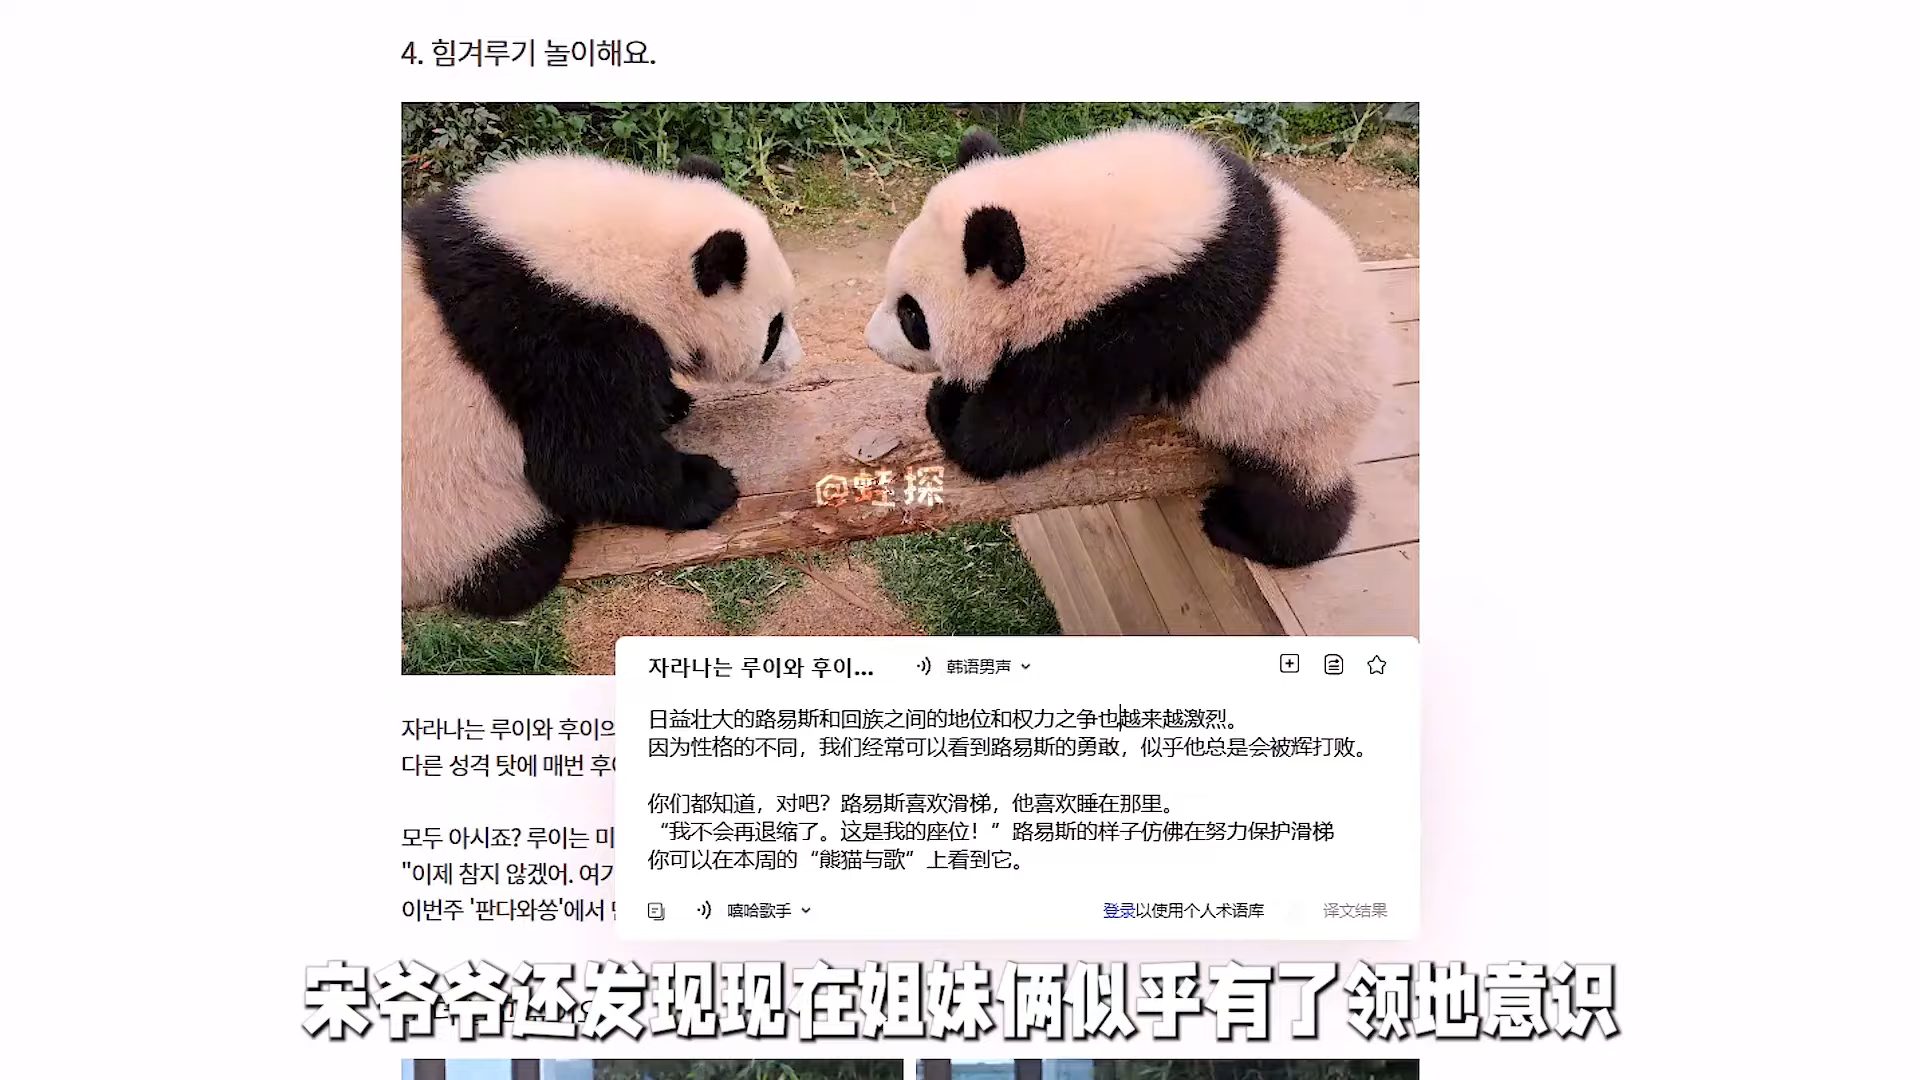 4. 힘겨루기 놀이해요.
@蛙探
자라나는 루이와 후이...
韩语男声
日益壮大的路易斯和回族之间的地位和权力之争也越来越激烈。
因为性格的不同，我们经常可以看到路易斯的勇敢，似乎他总是会被辉打败。
你们都知道，对吧？路易斯喜欢滑梯，他喜欢睡在那里。
“我不会再退缩了。这是我的座位！”路易斯的样子仿佛在努力保护滑梯
你可以在本周的“熊猫与歌”上看到它。
嘻哈歌手
登录以使用个人术语库
译文结果
자라나는 루이와 후이의
다른 성격 탓에 매번 후
모두 아시죠? 루이는 미
"이제 참지 않겠어. 여기
이번주 '판다와쏭'에서
宋爷爷还发现现在姐妹俩似乎有了领地意识